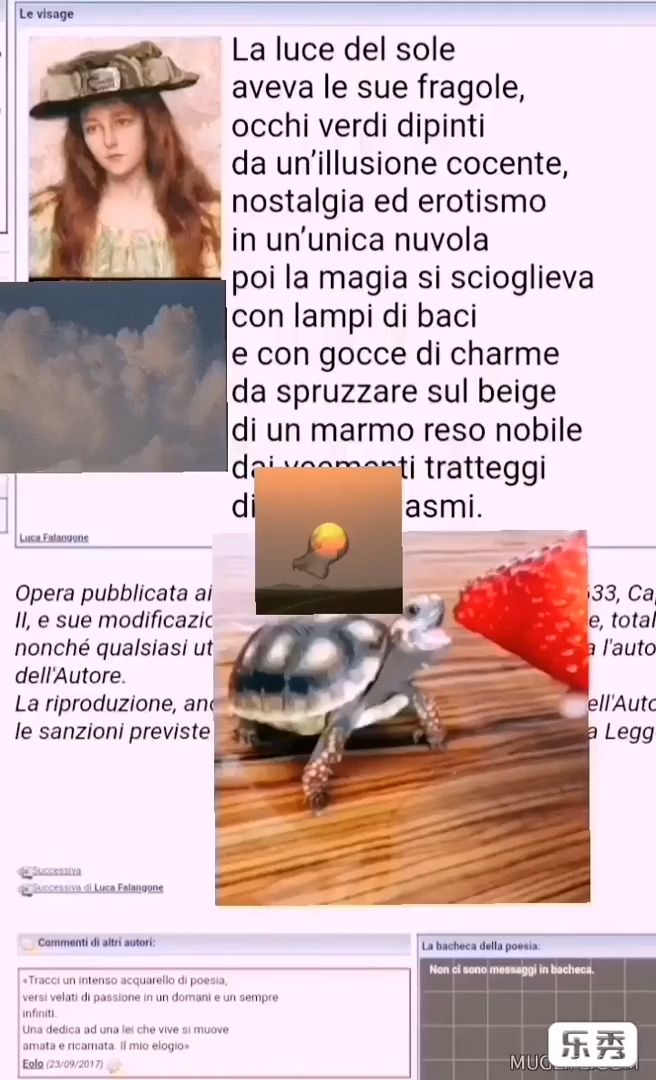 Le visage
La luce del sole
aveva le sue fragole,
occhi verdi dipinti
da un'illusione cocente,
nostalgia ed erotismo
in un'unica nuvola
poi la magia si scioglieva
con lampi di baci
e con gocce di charme
da spruzzare sul beige
di un marmo reso nobile
dai veementi tratteggi
di asmi.
Luca Falangone
Opera pubblicata ai 633, Ca
II, e sue e, total
nonché qualsiasi a l'auto
dell'Autore.
La riproduzione, ell'Auto
le sanzioni previste a Legg
Successiva
Successiva di Luca Falangone
Commenti di altri autori:
La bacheca della poesia:
Non ci sono messaggi in bacheca.
«Tracci un intenso acquarello di poesia,
versi velati di passione in un domani e un sempre
infiniti.
Una dedica ad una lei che vive si muove
amata e ricamata. Il mio elogio»
Eolo (23/09/2017)
乐秀